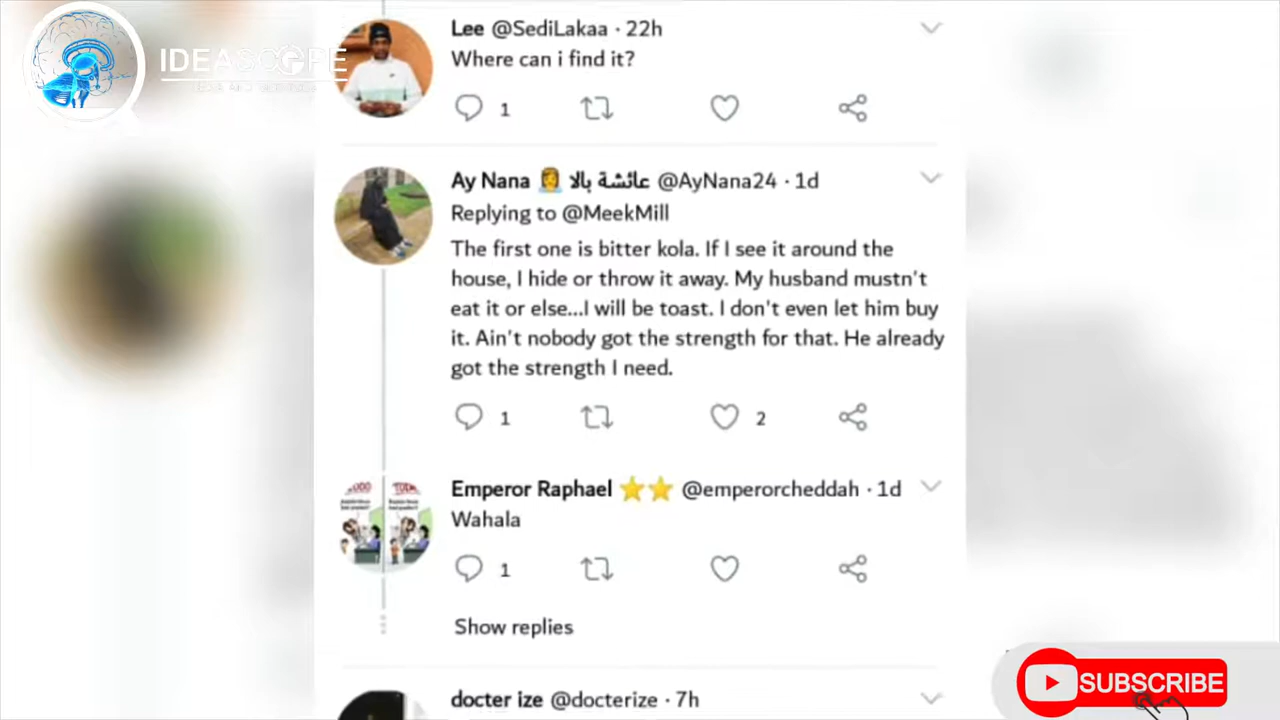 IDEASCOPE
Lee @SediLakaa · 22h
Where can i find it?
1
Ay Nana 👩 عائشة بالا @AyNana24 · 1d
Replying to @MeekMill
The first one is bitter kola. If I see it around the
house, I hide or throw it away. My husband mustn't
eat it or else...I will be toast. I don't even let him buy
it. Ain't nobody got the strength for that. He already
got the strength I need.
1 2
Emperor Raphael ⭐⭐ @emperorcheddah · 1d
Wahala
1
Show replies
docter ize @docterize · 7h
SUBSCRIBE